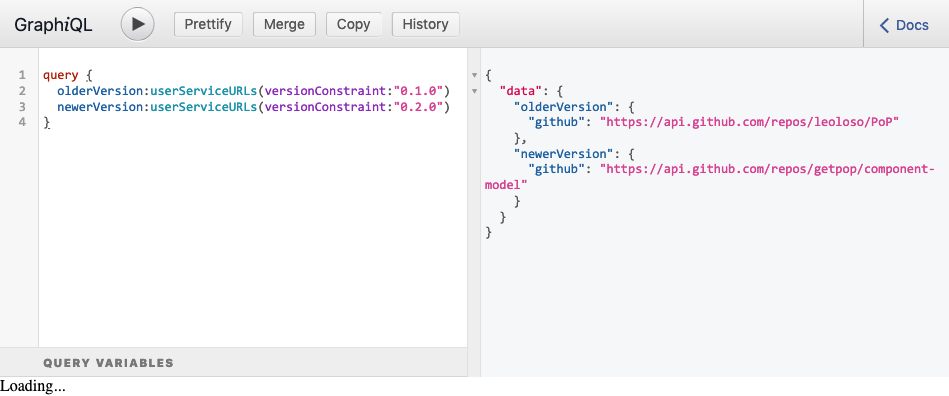 GraphiQL
Prettify
Merge
Copy
History
Docs
1 query {
2 olderVersion:userServiceURLs(versionConstraint:"0.1.0")
3 newerVersion:userServiceURLs(versionConstraint:"0.2.0")
4 }
{
"data": {
"olderVersion": {
"github": "https://api.github.com/repos/leoloso/PoP"
},
"newerVersion": {
"github": "https://api.github.com/repos/getpop/component-
model"
}
}
}
QUERY VARIABLES
Loading...